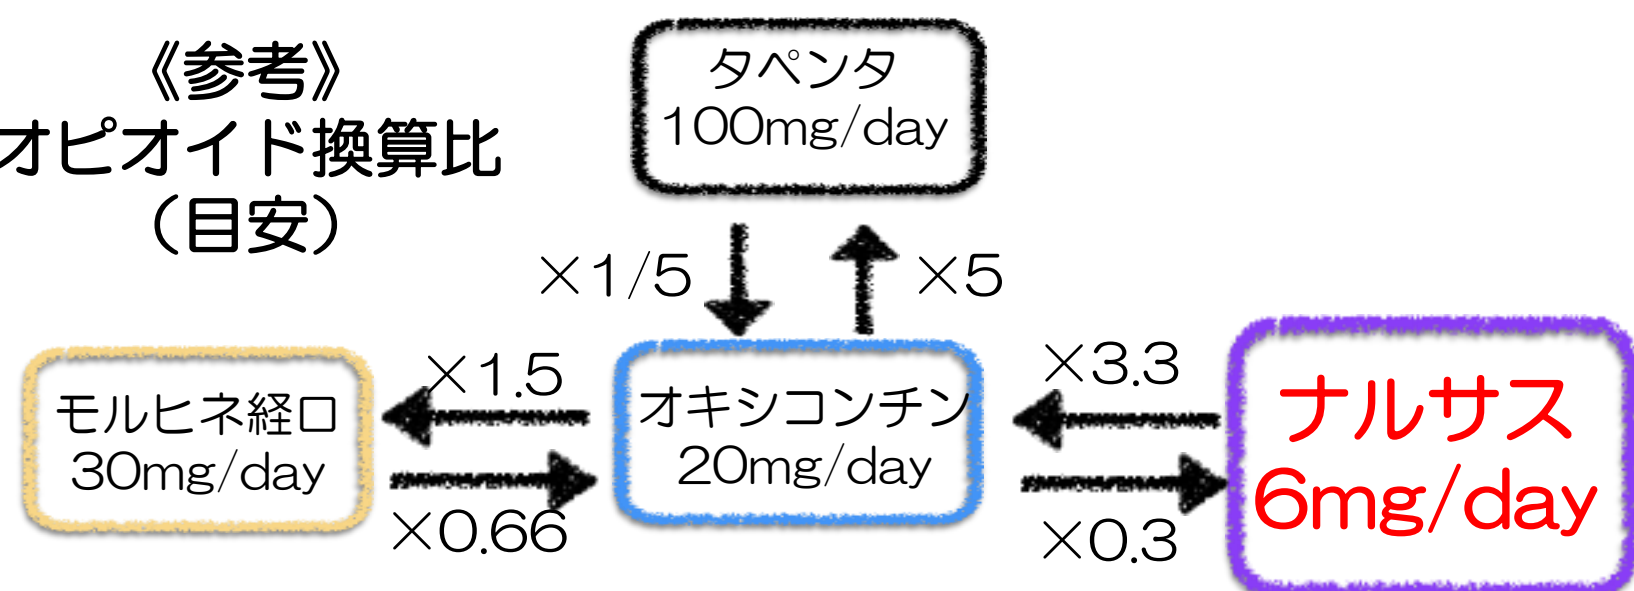 《参考》
オピオイド換算比
（目安）
タペンタ
100mg/day
×1/5
×5
モルヒネ経口
30mg/day
×1.5
×0.66
オキシコンチン
20mg/day
×3.3
×0.3
ナルサス
6mg/day